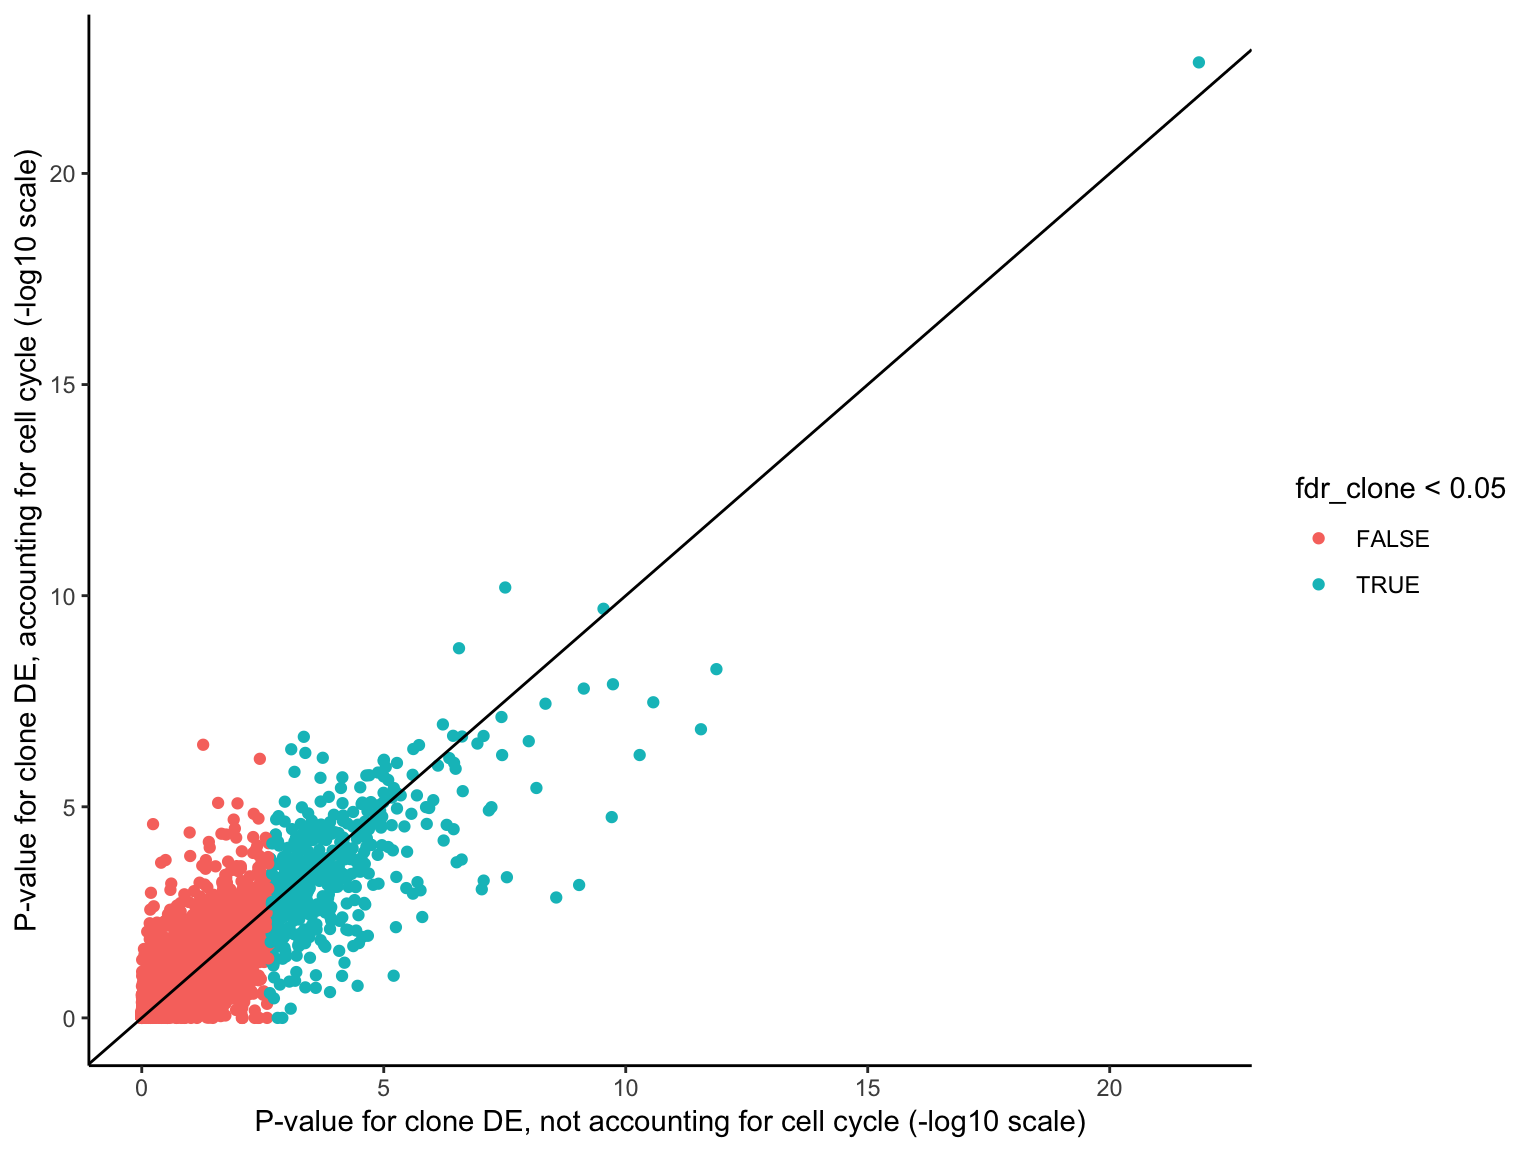 P-value for clone DE, accounting for cell cycle (-log10 scale)
20
15
10
5
0
0 5 10 15 20
P-value for clone DE, not accounting for cell cycle (-log10 scale)
fdr_clone < 0.05
FALSE
TRUE